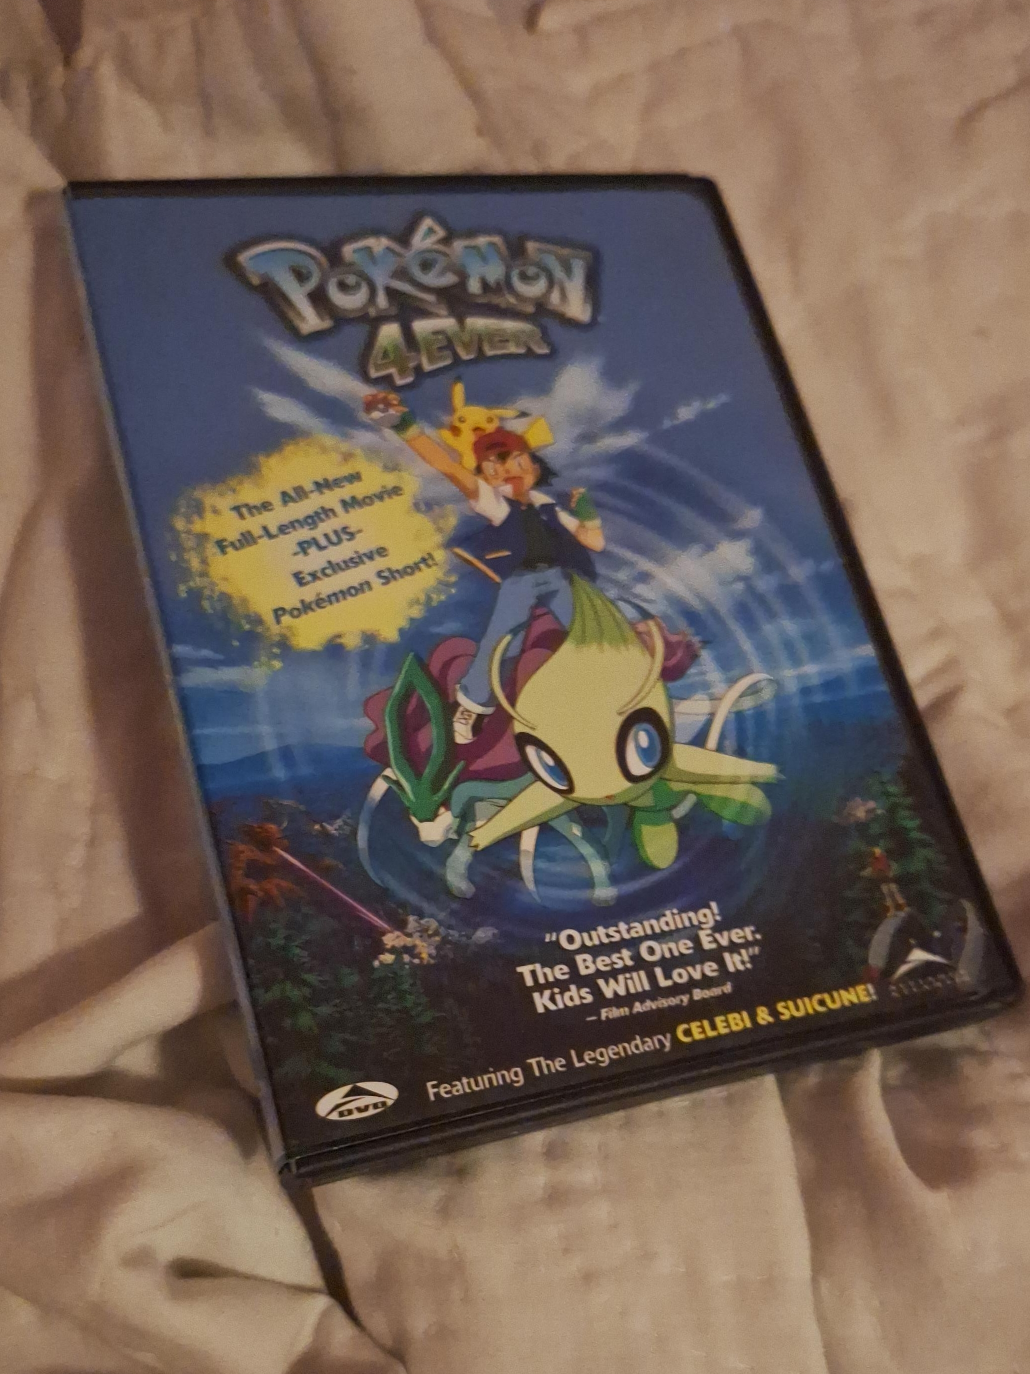 POKéMON
4EVER
The All-New
Full-Length Movie
-PLUS-
Exclusive
Pokémon Short!
“Outstanding!
The Best One Ever.
Kids Will Love It!”
– Film Advisory Board
Featuring The Legendary CELEBI & SUICUNE!
DVD